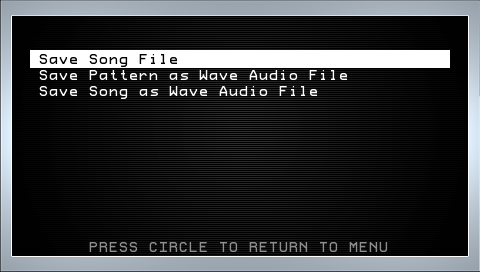 Save Song File
Save Pattern as Wave Audio File
Save Song as Wave Audio File
PRESS CIRCLE TO RETURN TO MENU